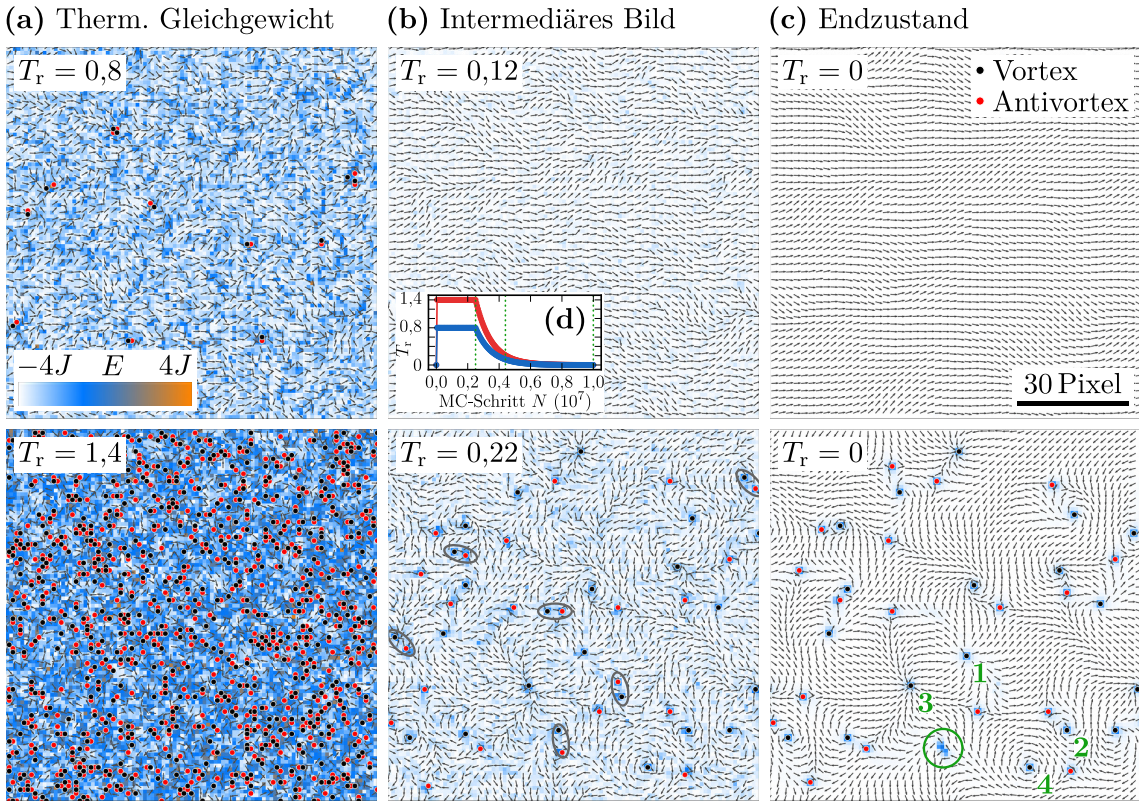 (a) Therm. Gleichgewicht
(b) Intermediäres Bild
(c) Endzustand
T_r = 0,8
T_r = 0,12
T_r = 0
Vortex
Antivortex
−4J E 4J
1,4
0,8
0
T_r
(d)
0,0 0,2 0,4 0,6 0,8 1,0
MC-Schritt N (10^7)
30 Pixel
T_r = 1,4
T_r = 0,22
T_r = 0
1
3
2
4